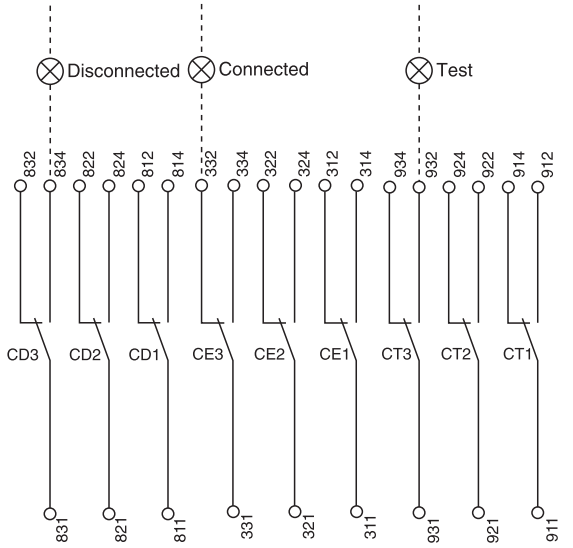 Disconnected
Connected
Test
832
834
822
824
812
814
332
334
322
324
312
314
934
932
924
922
914
912
CD3
CD2
CD1
CE3
CE2
CE1
CT3
CT2
CT1
831
821
811
331
321
311
931
921
911